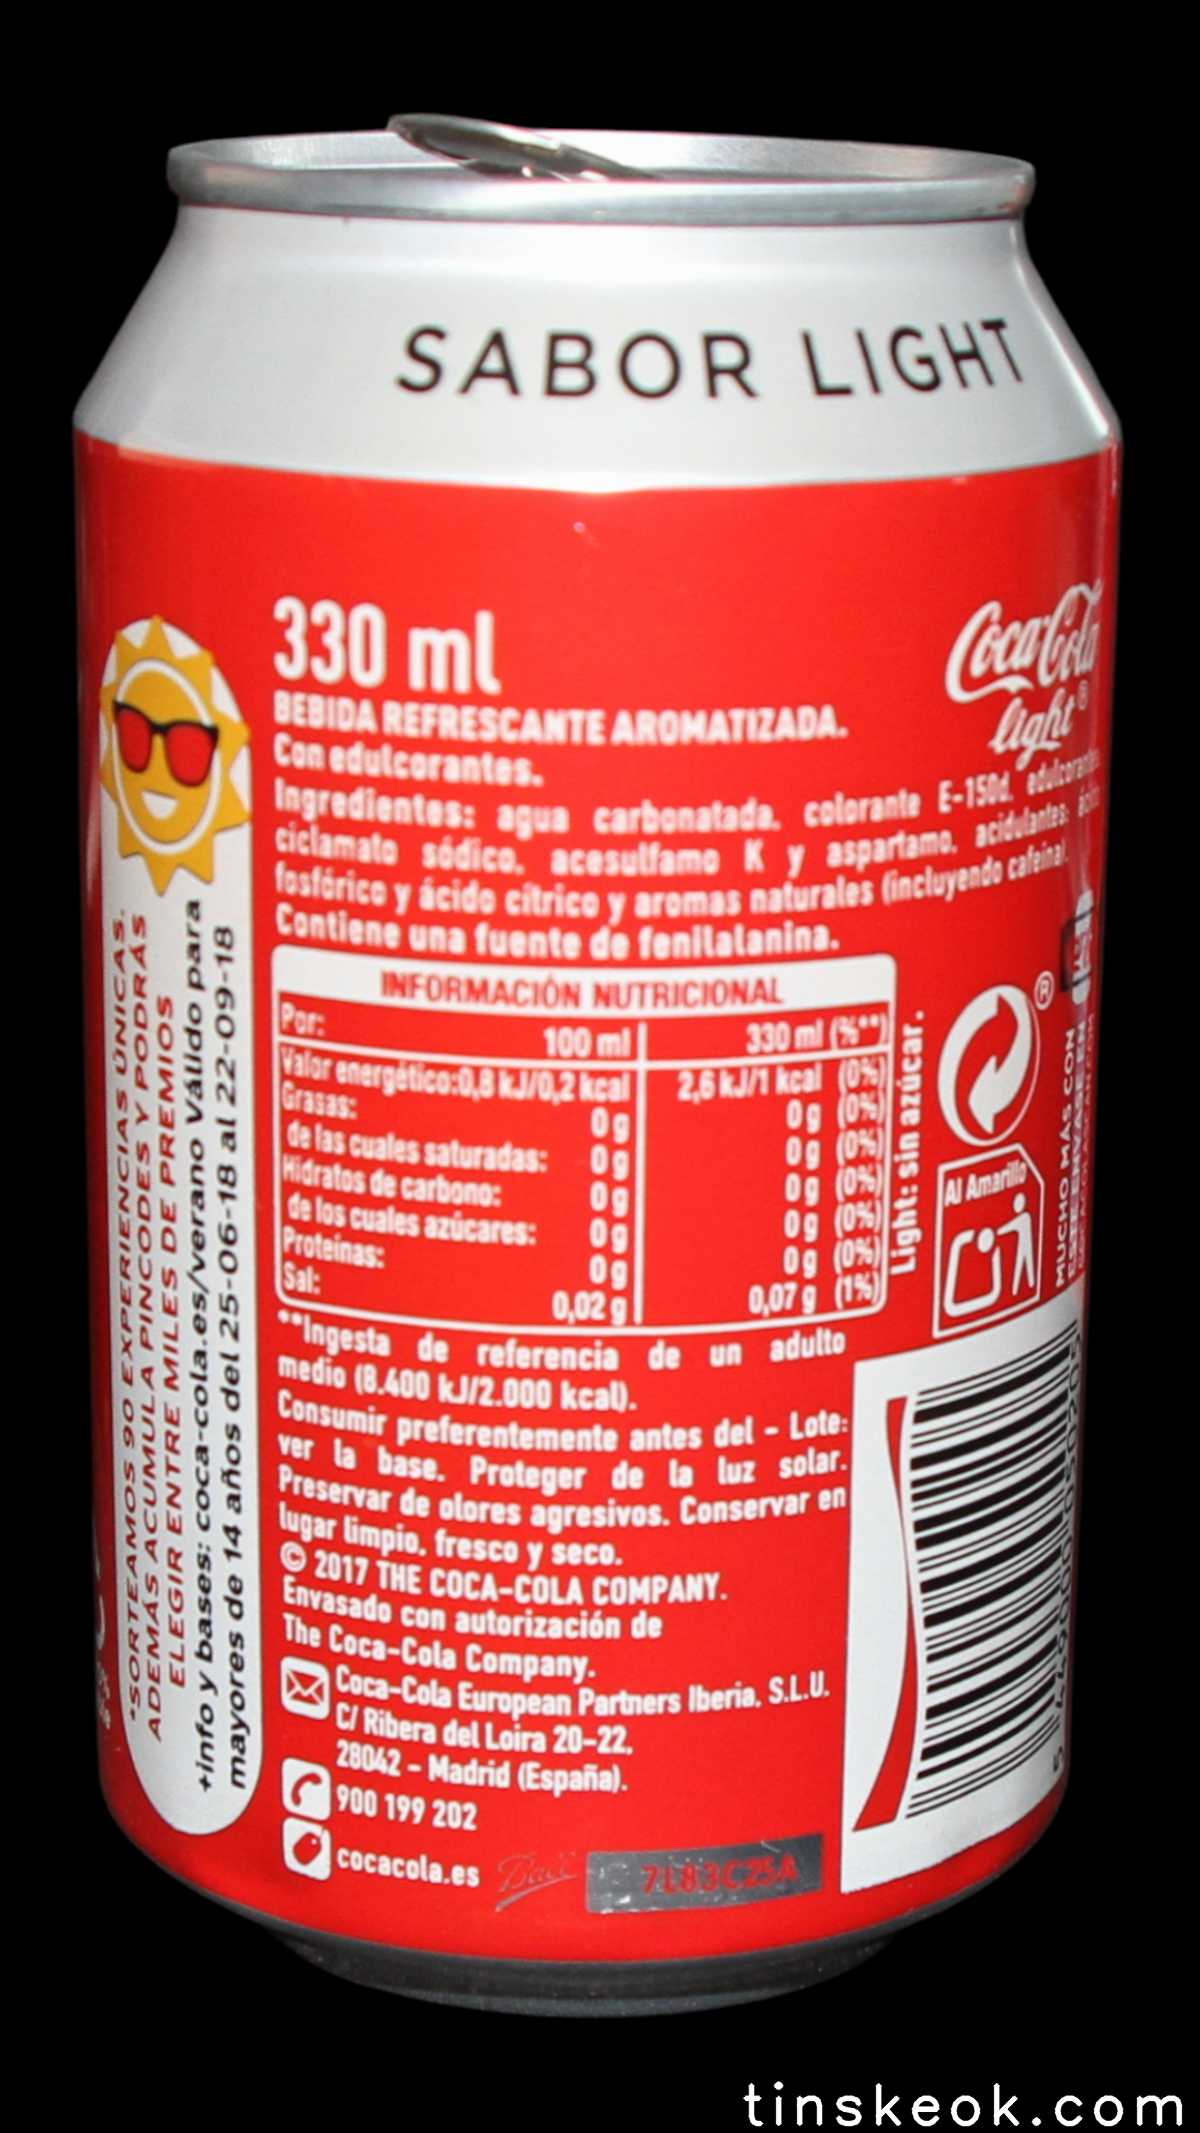 SABOR LIGHT
330 ml
BEBIDA REFRESCANTE AROMATIZADA.
Con edulcorantes.
Ingredientes: agua carbonatada, colorante E-150d, edulcorantes:
ciclamato sódico, acesulfamo K y aspartamo, acidulantes: ácido
fosfórico y ácido cítrico y aromas naturales (incluyendo cafeína).
Contiene una fuente de fenilalanina.
Coca-Cola
light®
INFORMACIÓN NUTRICIONAL
Por: 100 ml 330 ml (%**)
Valor energético: 0,8 kJ/0,2 kcal 2,6 kJ/1 kcal (0%)
Grasas: 0 g 0 g (0%)
de las cuales saturadas: 0 g 0 g (0%)
Hidratos de carbono: 0 g 0 g (0%)
de los cuales azúcares: 0 g 0 g (0%)
Proteínas: 0 g 0 g (0%)
Sal: 0,02 g 0,07 g (1%)
**Ingesta de referencia de un adulto
medio (8.400 kJ/2.000 kcal).
Consumir preferentemente antes del - Lote:
ver la base. Proteger de la luz solar.
Preservar de olores agresivos. Conservar en
lugar limpio, fresco y seco.
© 2017 THE COCA-COLA COMPANY.
Envasado con autorización de
The Coca-Cola Company.
Coca-Cola European Partners Iberia, S.L.U.
C/ Ribera del Loira 20-22,
28042 - Madrid (España).
900 199 202
cocacola.es
Ball
7L83C25A
Light: sin azúcar.
®
Al Amarillo
MUCHO MÁS CON
ESTE ENVASE EN
*SORTEAMOS 90 EXPERIENCIAS ÚNICAS.
ADEMÁS ACUMULA PINCODES Y PODRÁS
ELEGIR ENTRE MILES DE PREMIOS
+info y bases: coca-cola.es/verano Válido para
mayores de 14 años del 25-06-18 al 22-09-18
tinskeok.com